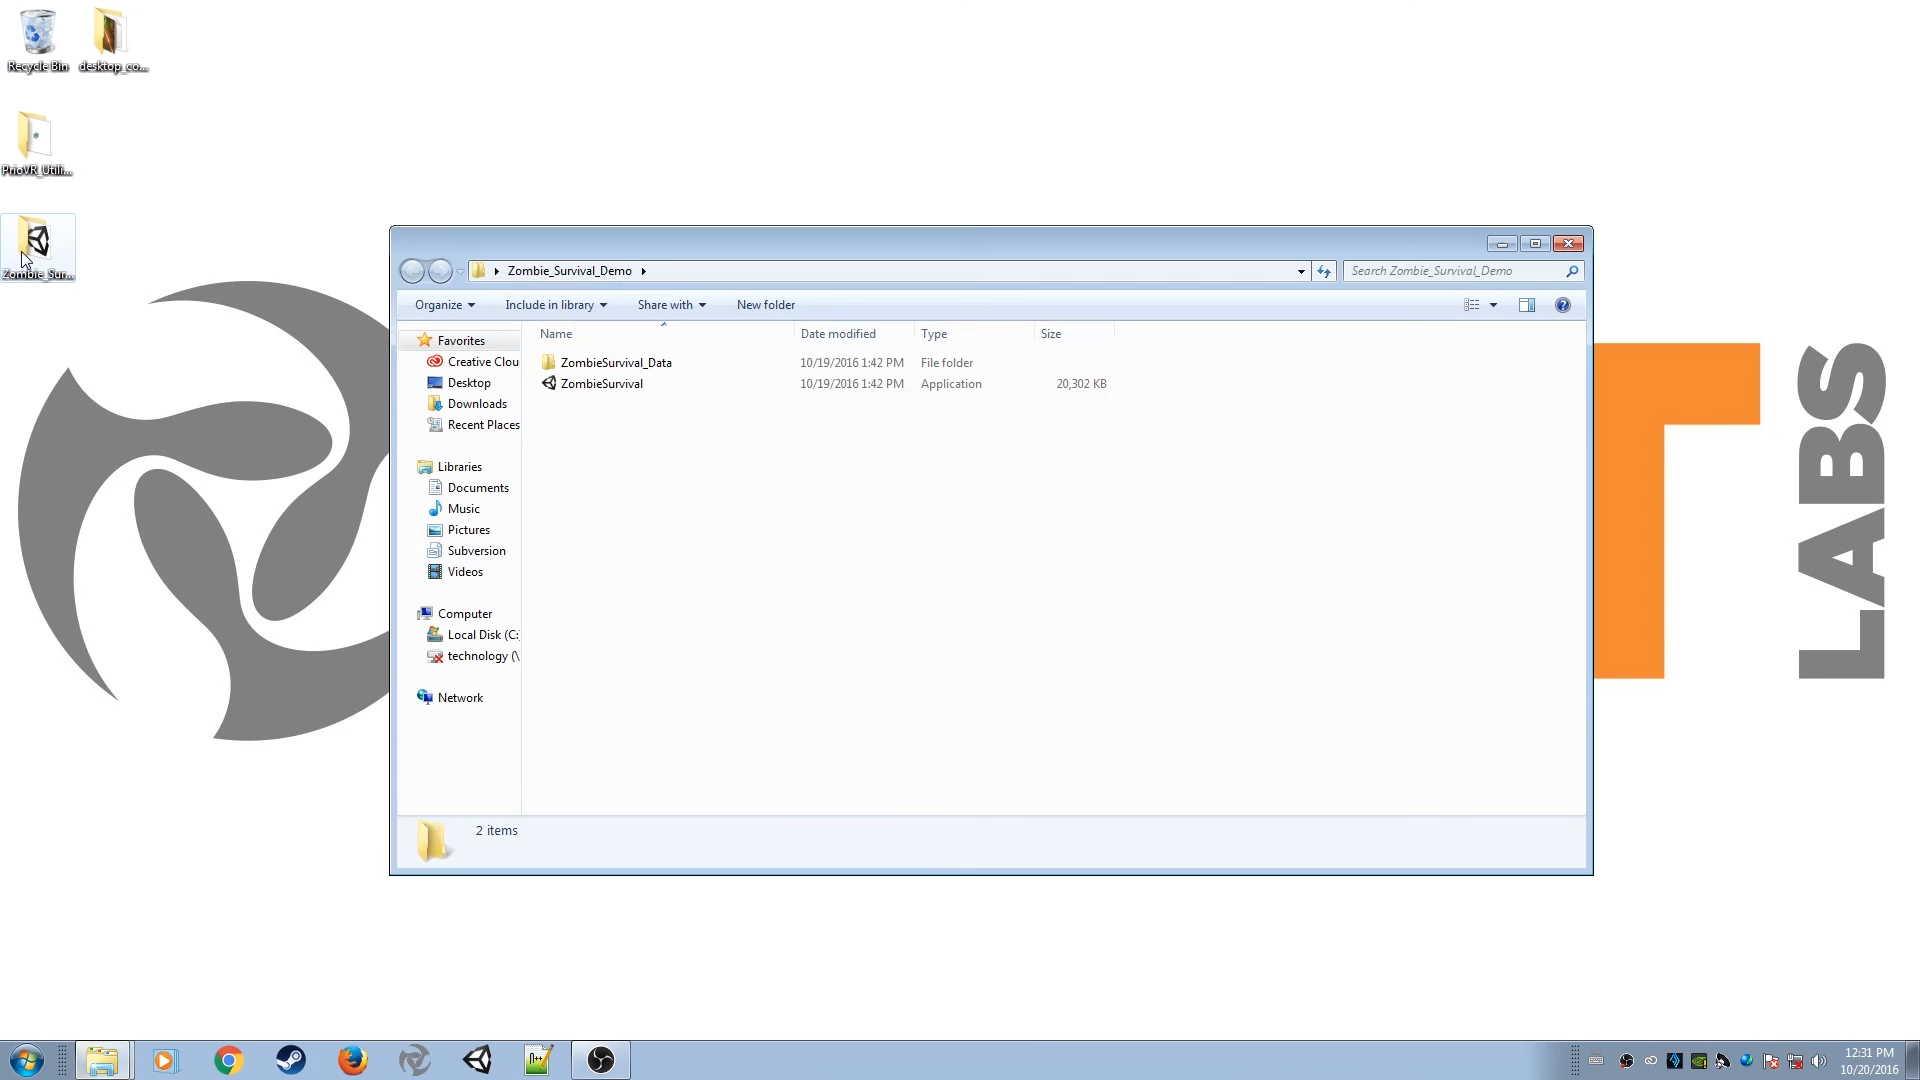 Recycle Bin
desktop_co...
PrioVR_Utili...
Zombie_Sur...
Zombie_Survival_Demo
Search Zombie_Survival_Demo
Organize
Include in library
Share with
New folder
Name
Date modified
Type
Size
ZombieSurvival_Data
10/19/2016 1:42 PM
File folder
ZombieSurvival
10/19/2016 1:42 PM
Application
20,302 KB
Favorites
Creative Clou
Desktop
Downloads
Recent Places
Libraries
Documents
Music
Pictures
Subversion
Videos
Computer
Local Disk (C:)
technology (\
Network
2 items
LABS
12:31 PM
10/20/2016